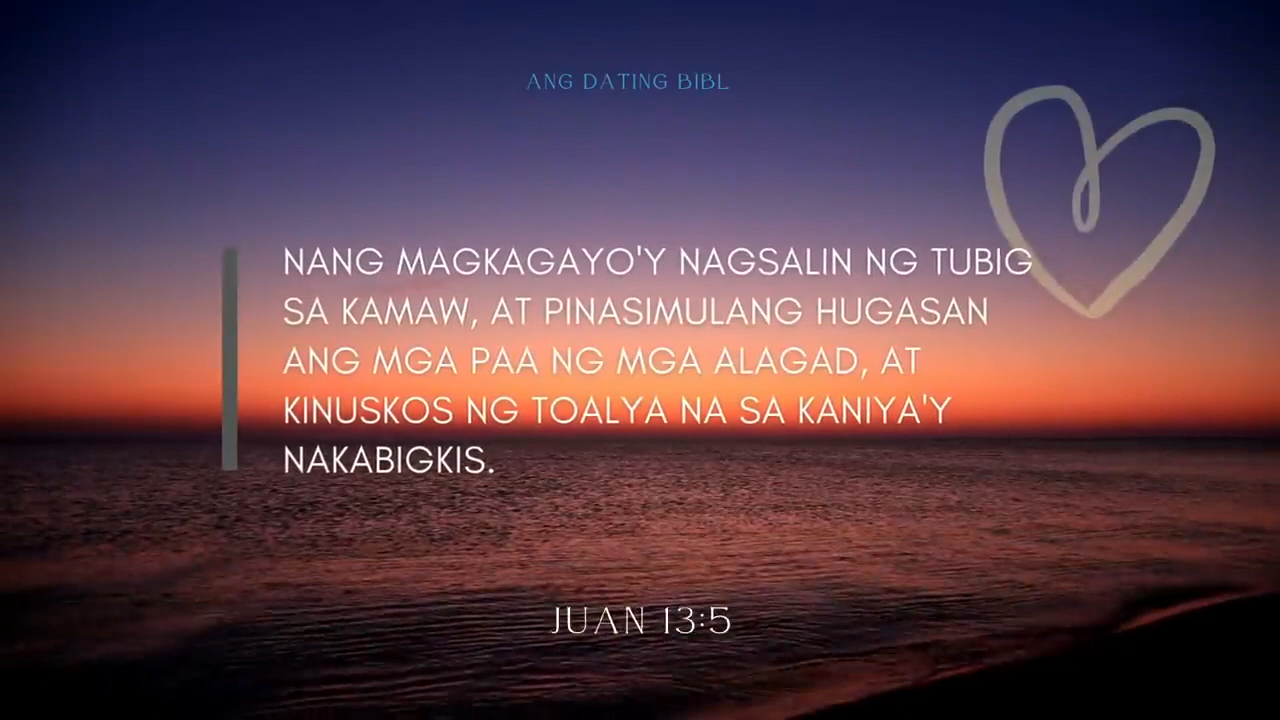 ANG DATING BIBL
NANG MAGKAGAYO'Y NAGSALIN NG TUBIG
SA KAMAW, AT PINASIMULANG HUGASAN
ANG MGA PAA NG MGA ALAGAD, AT
KINUSKOS NG TOALYA NA SA KANIYA'Y
NAKABIGKIS.
JUAN 13:5